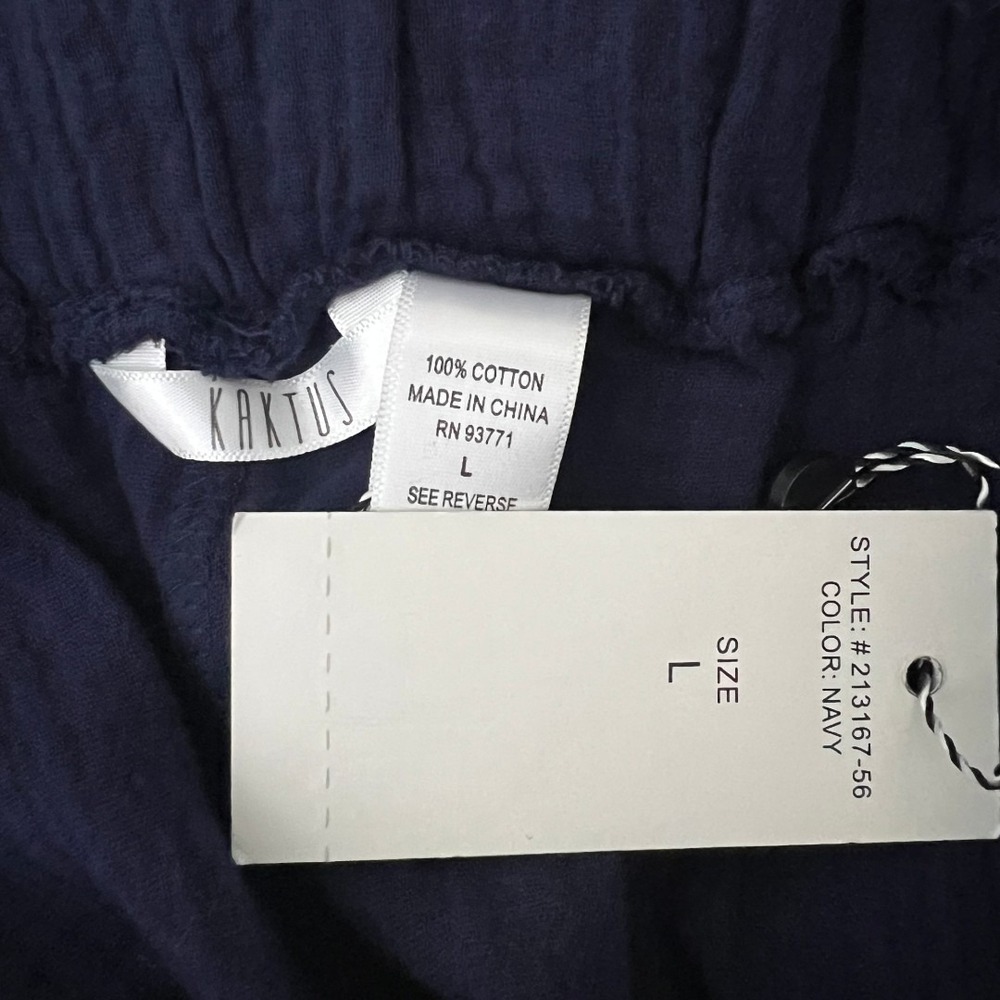 KAKTUS
100% COTTON
MADE IN CHINA
RN 93771
L
SEE REVERSE
STYLE: # 213167-56
COLOR: NAVY
SIZE
L